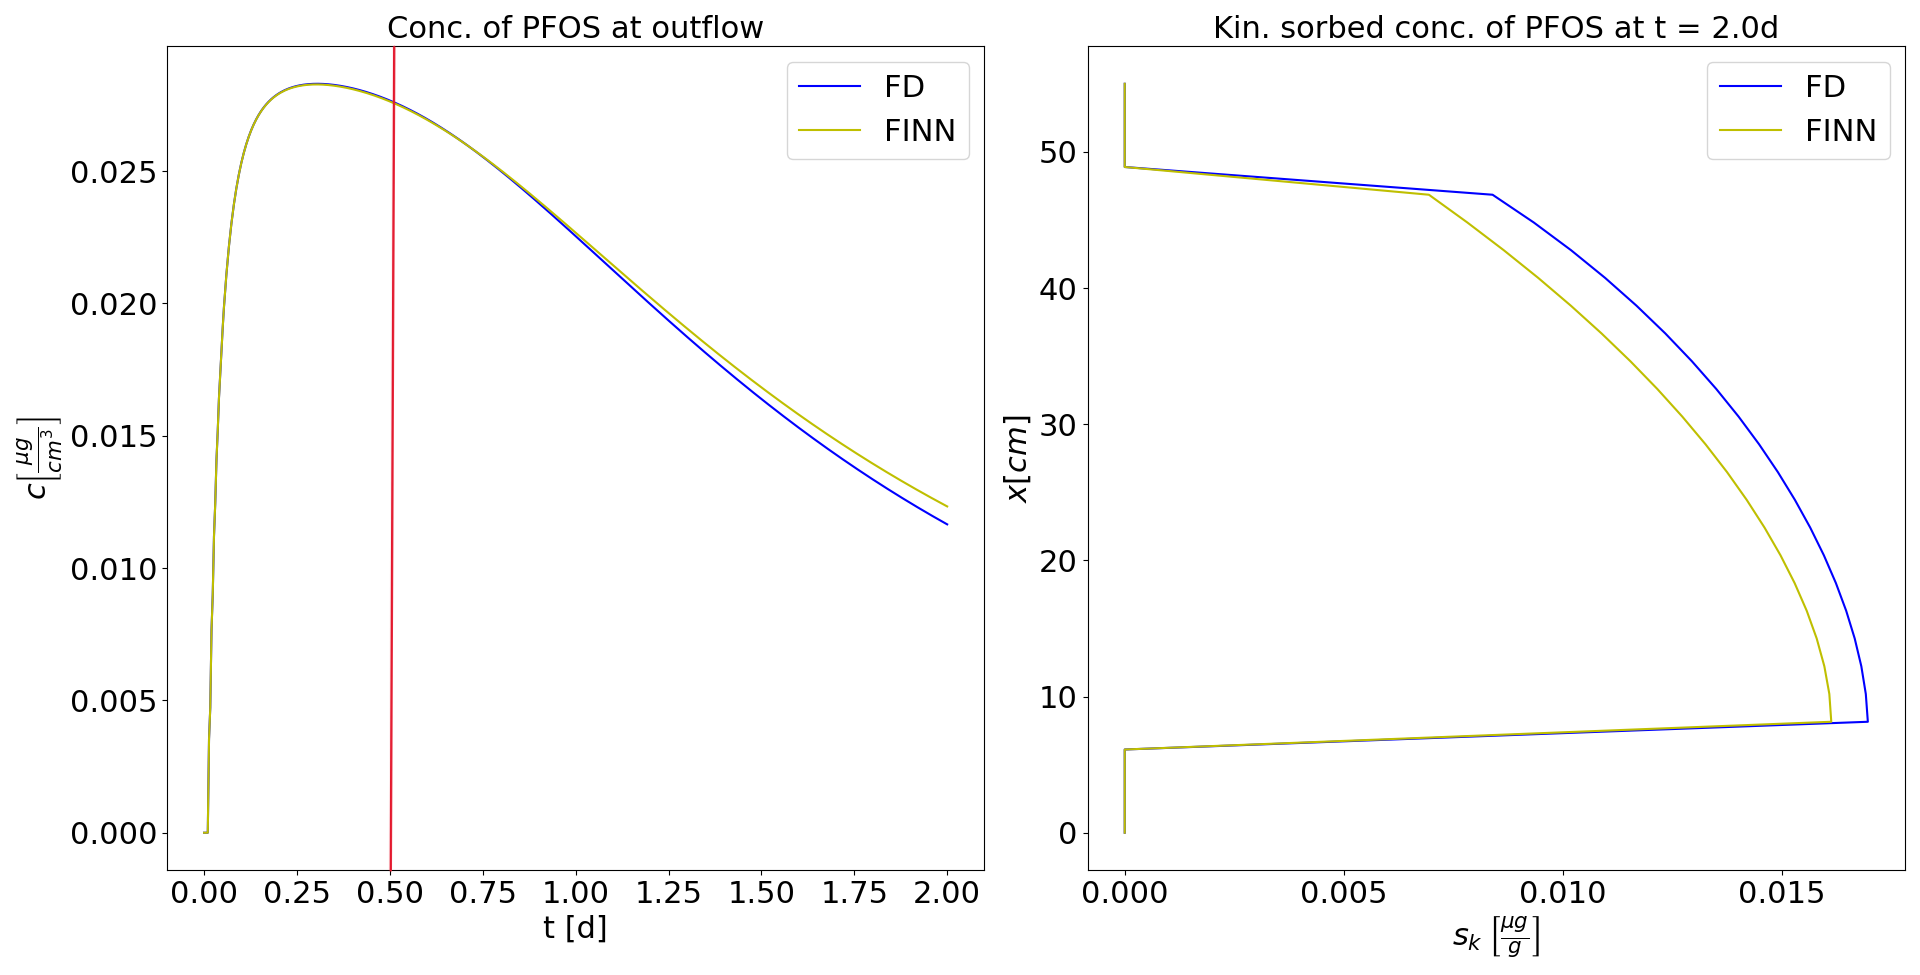 Conc. of PFOS at outflow
FD
FINN
0.025
0.020
0.015
0.010
0.005
0.000
c[μg/cm³]
0.00 0.25 0.50 0.75 1.00 1.25 1.50 1.75 2.00
t [d]
Kin. sorbed conc. of PFOS at t = 2.0d
FD
FINN
50
40
30
20
10
0
x[cm]
0.000 0.005 0.010 0.015
s_k [μg/g]